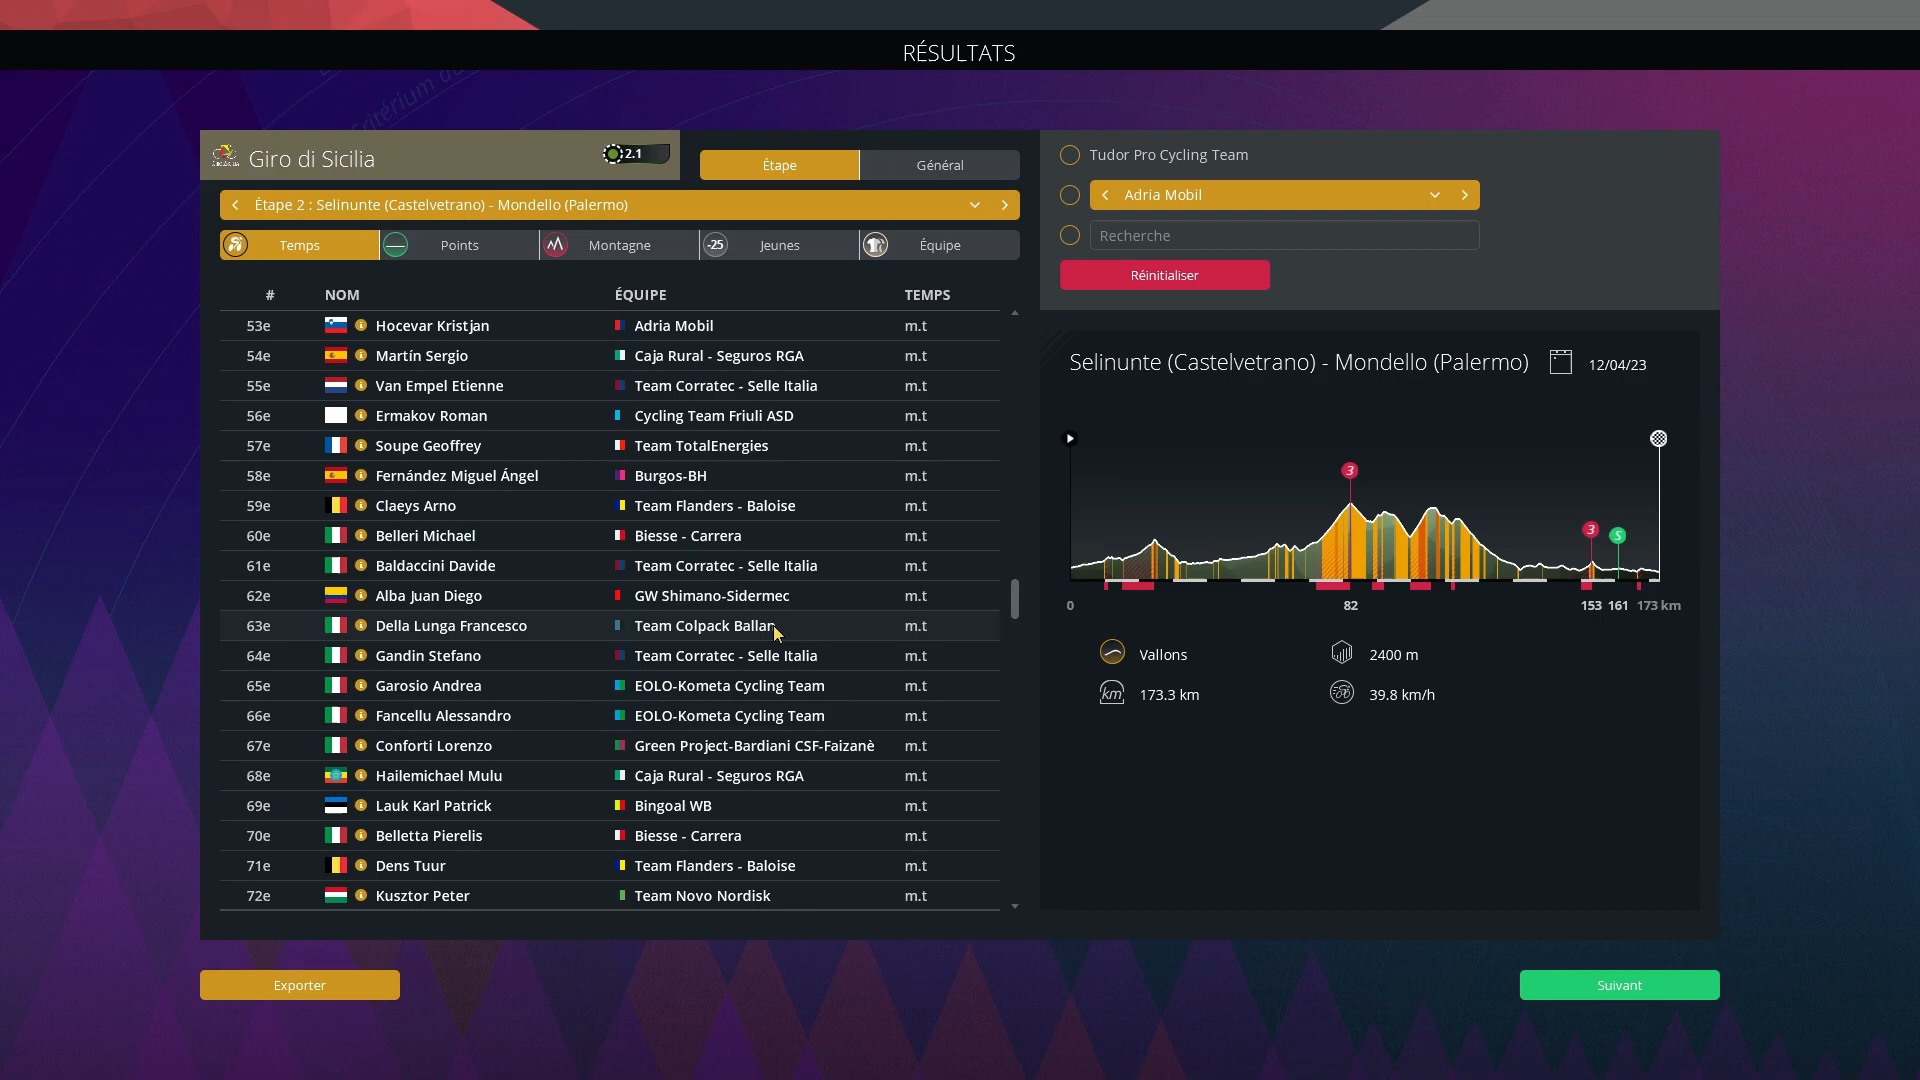 RÉSULTATS
Giro di Sicilia
2.1
Étape
Général
Étape 2 : Selinunte (Castelvetrano) - Mondello (Palermo)
Temps
Points
Montagne
-25
Jeunes
Équipe
# NOM ÉQUIPE TEMPS
53e Hocevar Kristjan Adria Mobil m.t
54e Martín Sergio Caja Rural - Seguros RGA m.t
55e Van Empel Etienne Team Corratec - Selle Italia m.t
56e Ermakov Roman Cycling Team Friuli ASD m.t
57e Soupe Geoffrey Team TotalEnergies m.t
58e Fernández Miguel Ángel Burgos-BH m.t
59e Claeys Arno Team Flanders - Baloise m.t
60e Belleri Michael Biesse - Carrera m.t
61e Baldaccini Davide Team Corratec - Selle Italia m.t
62e Alba Juan Diego GW Shimano-Sidermec m.t
63e Della Lunga Francesco Team Colpack Ballan m.t
64e Gandin Stefano Team Corratec - Selle Italia m.t
65e Garosio Andrea EOLO-Kometa Cycling Team m.t
66e Fancellu Alessandro EOLO-Kometa Cycling Team m.t
67e Conforti Lorenzo Green Project-Bardiani CSF-Faizanè m.t
68e Hailemichael Mulu Caja Rural - Seguros RGA m.t
69e Lauk Karl Patrick Bingoal WB m.t
70e Belletta Pierelis Biesse - Carrera m.t
71e Dens Tuur Team Flanders - Baloise m.t
72e Kusztor Peter Team Novo Nordisk m.t
Tudor Pro Cycling Team
Adria Mobil
Recherche
Réinitialiser
Selinunte (Castelvetrano) - Mondello (Palermo) 12/04/23
3
3 S
0 82 153 161 173 km
Vallons 2400 m
km 173.3 km 39.8 km/h
Exporter
Suivant